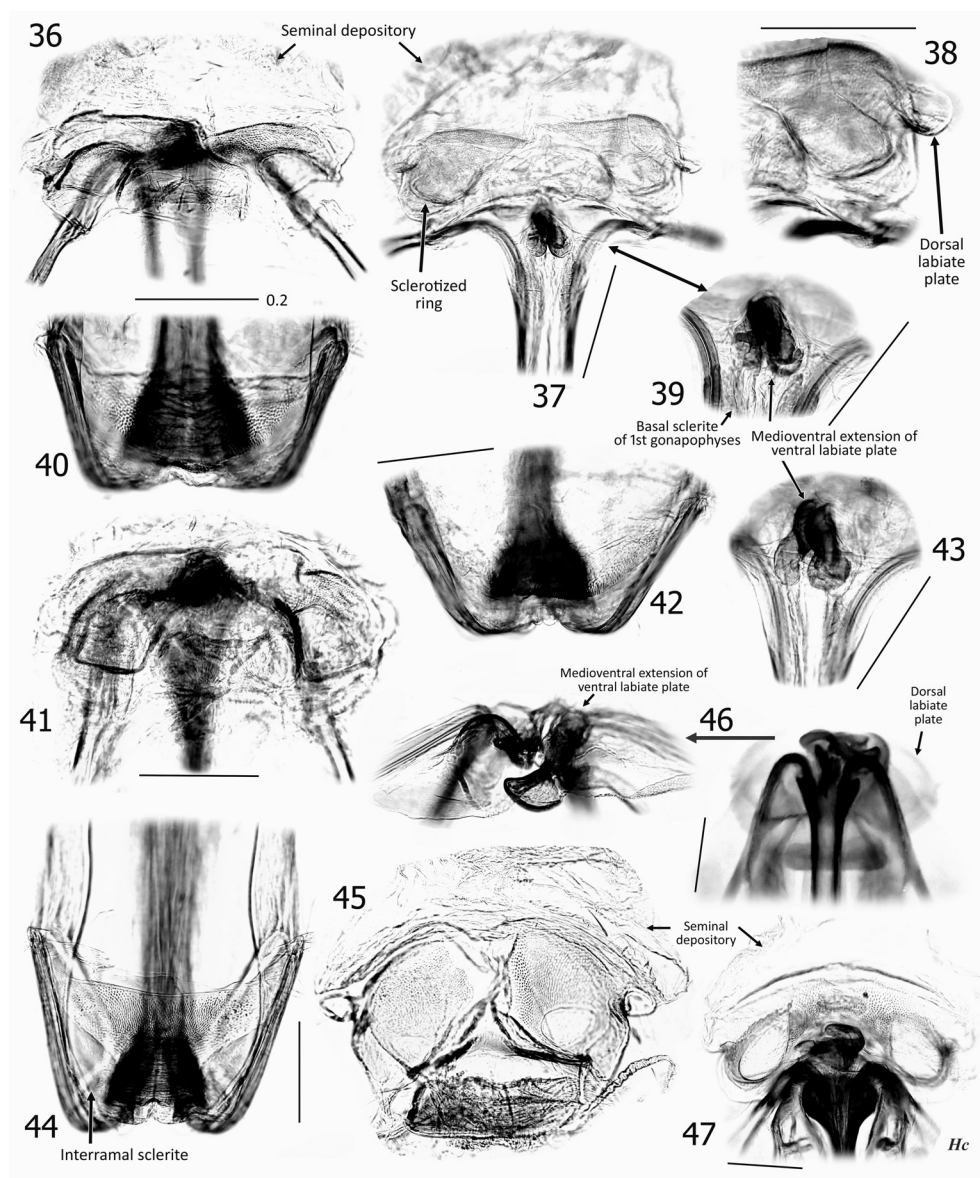 36
Seminal depository
38
Dorsal
labiate
plate
Sclerotized
ring
0.2
37
39
Basal sclerite
of 1st gonapophyses
Medioventral extension of
ventral labiate plate
40
42
43
41
Medioventral extension of
ventral labiate plate
46
Dorsal
labiate
plate
45
Seminal
depository
44
Interramal sclerite
47
Hc